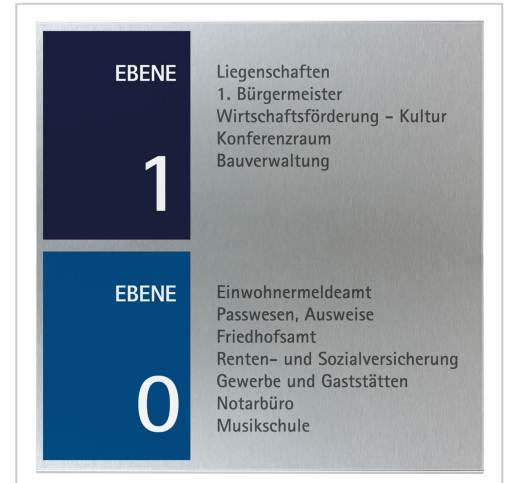 EBENE
1
Liegenschaften
1. Bürgermeister
Wirtschaftsförderung - Kultur
Konferenzraum
Bauverwaltung
EBENE
0
Einwohnermeldeamt
Passwesen, Ausweise
Friedhofsamt
Renten- und Sozialversicherung
Gewerbe und Gaststätten
Notarbüro
Musikschule